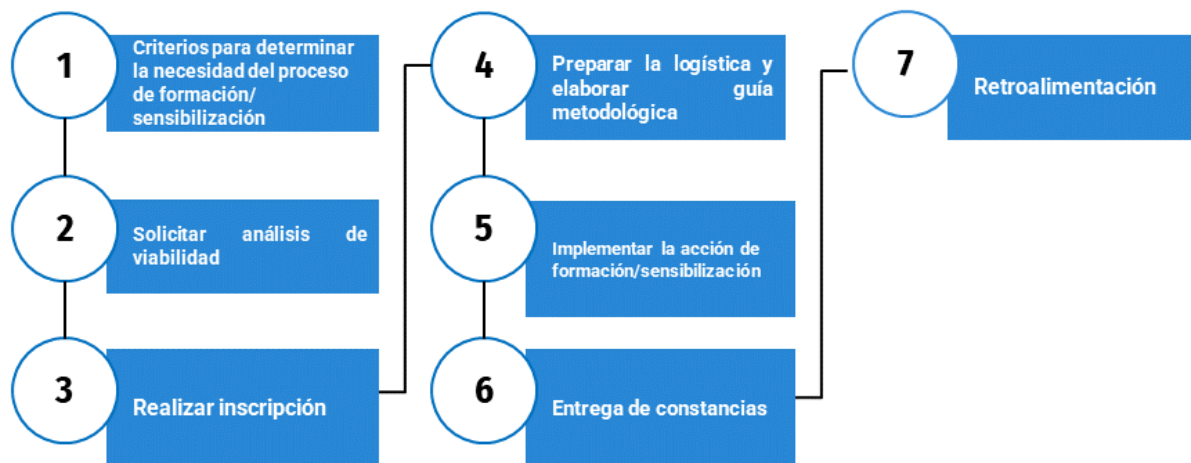 1
Criterios para determinar
la necesidad del proceso
de formación/
sensibilización
2
Solicitar análisis de
viabilidad
3
Realizar inscripción
4
Preparar la logística y
elaborar guía
metodológica
5
Implementar la acción de
formación/sensibilización
6
Entrega de constancias
7
Retroalimentación